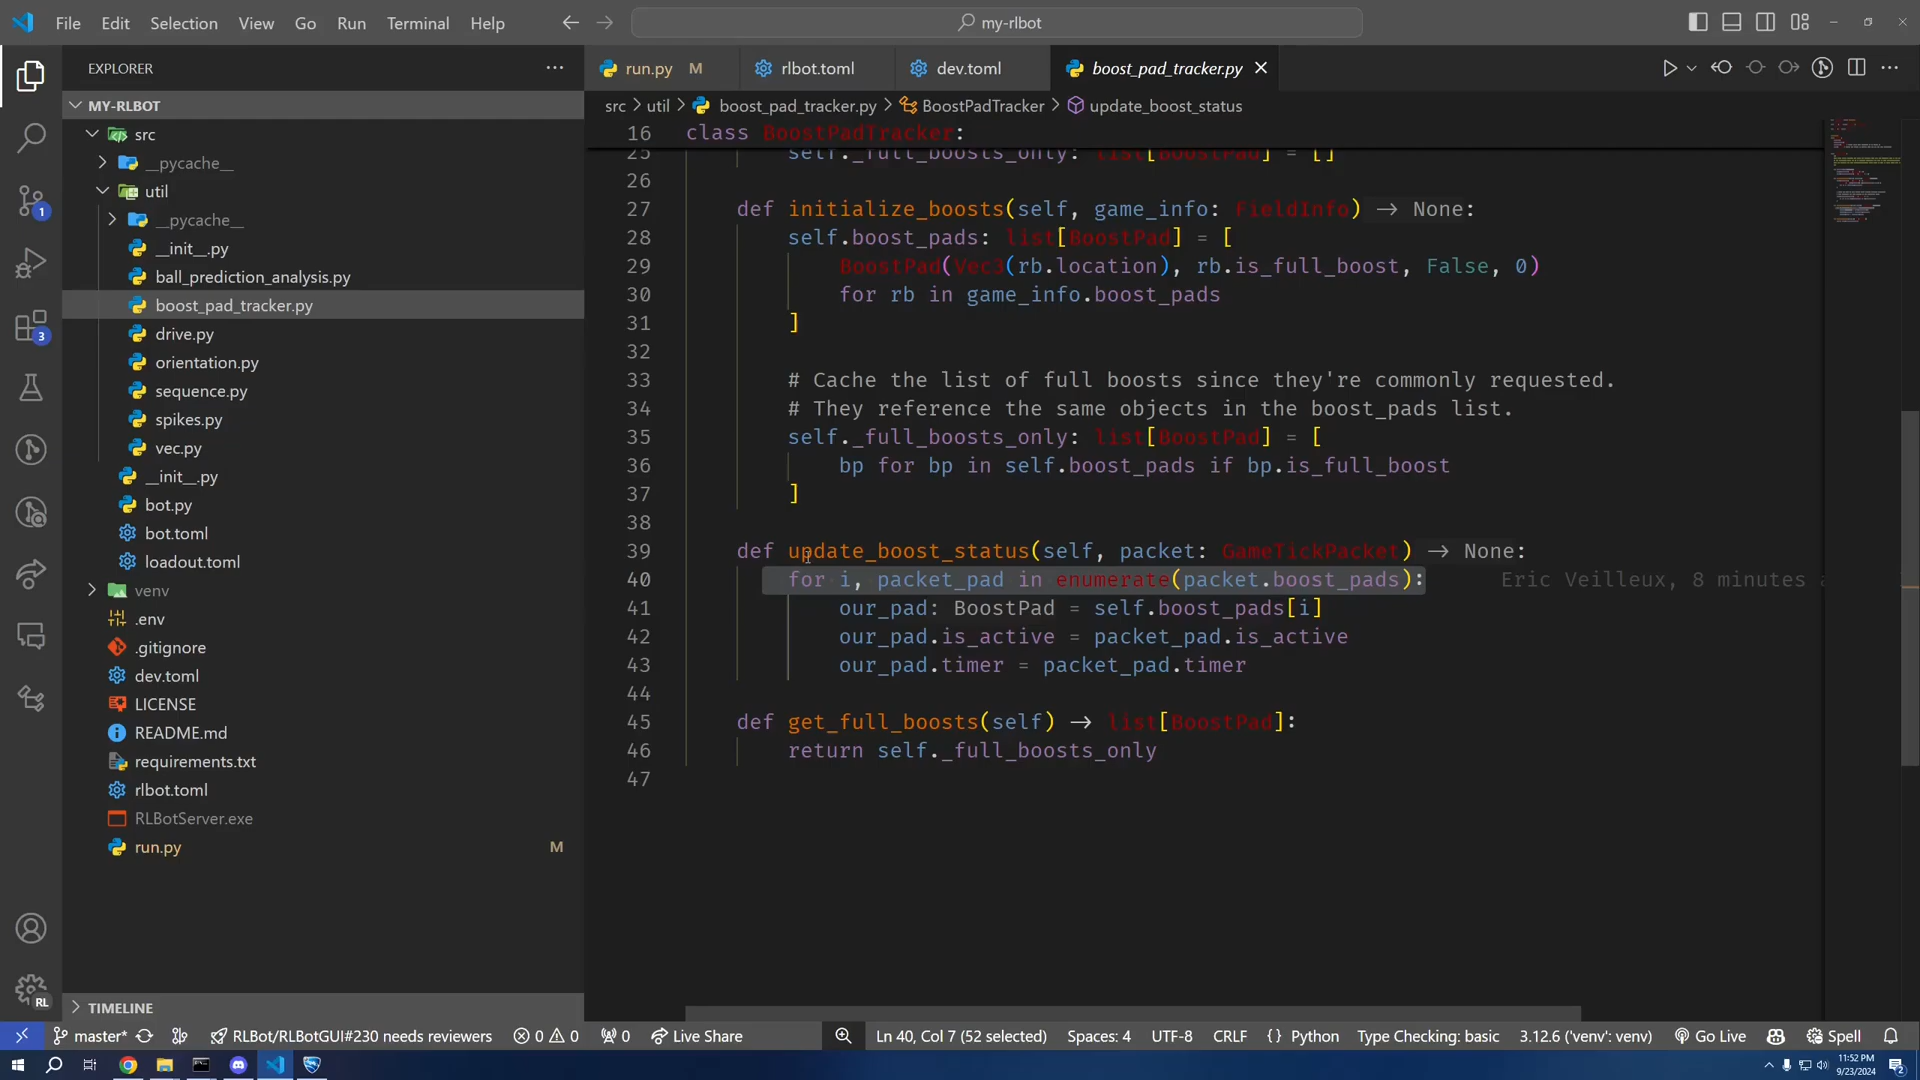 File Edit Selection View Go Run Terminal Help
my-rlbot
EXPLORER
run.py M
rlbot.toml
dev.toml
boost_pad_tracker.py
MY-RLBOT
src
__pycache__
util
__pycache__
__init__.py
ball_prediction_analysis.py
boost_pad_tracker.py
drive.py
orientation.py
sequence.py
spikes.py
vec.py
__init__.py
bot.py
bot.toml
loadout.toml
venv
.env
.gitignore
dev.toml
LICENSE
README.md
requirements.txt
rlbot.toml
RLBotServer.exe
run.py M
TIMELINE
1
3
RL
src > util > boost_pad_tracker.py > BoostPadTracker > update_boost_status
16 class BoostPadTracker:
25 self._full_boosts_only: list[BoostPad] = []
26
27 def initialize_boosts(self, game_info: FieldInfo) → None:
28 self.boost_pads: list[BoostPad] = [
29 BoostPad(Vec3(rb.location), rb.is_full_boost, False, 0)
30 for rb in game_info.boost_pads
31 ]
32
33 # Cache the list of full boosts since they're commonly requested.
34 # They reference the same objects in the boost_pads list.
35 self._full_boosts_only: list[BoostPad] = [
36 bp for bp in self.boost_pads if bp.is_full_boost
37 ]
38
39 def update_boost_status(self, packet: GameTickPacket) → None:
40 for i, packet_pad in enumerate(packet.boost_pads): Eric Veilleux, 8 minutes
41 our_pad: BoostPad = self.boost_pads[i]
42 our_pad.is_active = packet_pad.is_active
43 our_pad.timer = packet_pad.timer
44
45 def get_full_boosts(self) → list[BoostPad]:
46 return self._full_boosts_only
47
master* RLBot/RLBotGUI#230 needs reviewers 0 0 0 Live Share Ln 40, Col 7 (52 selected) Spaces: 4 UTF-8 CRLF {} Python Type Checking: basic 3.12.6 ('venv': venv) Go Live Spell
11:52 PM
9/23/2024
2